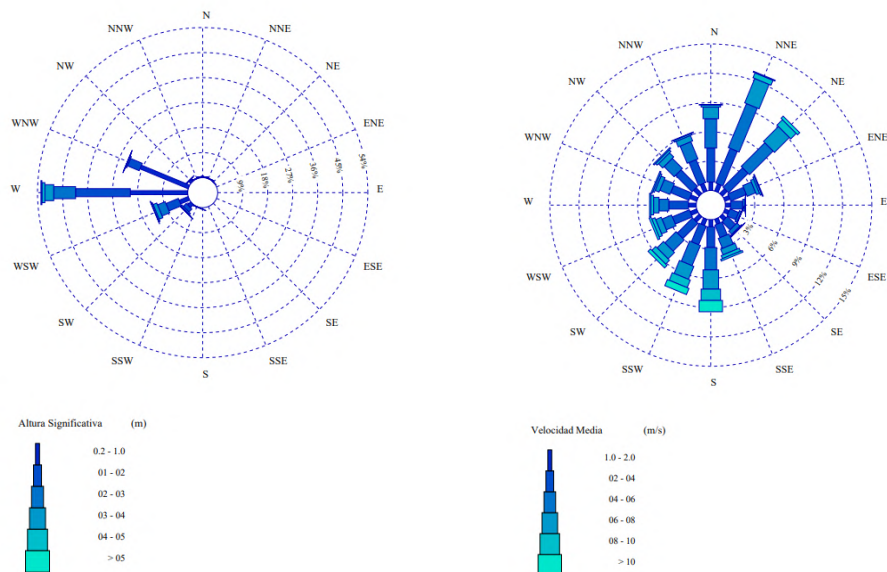 N
NNE
NE
ENE
E
ESE
SE
SSE
S
SSW
SW
WSW
W
WNW
NW
NNW
9%
18%
27%
36%
45%
54%
Altura Significativa (m)
0.2 - 1.0
01 - 02
02 - 03
03 - 04
04 - 05
> 05
N
NNE
NE
ENE
E
ESE
SE
SSE
S
SSW
SW
WSW
W
WNW
NW
NNW
3%
6%
9%
12%
15%
Velocidad Media (m/s)
1.0 - 2.0
02 - 04
04 - 06
06 - 08
08 - 10
> 10